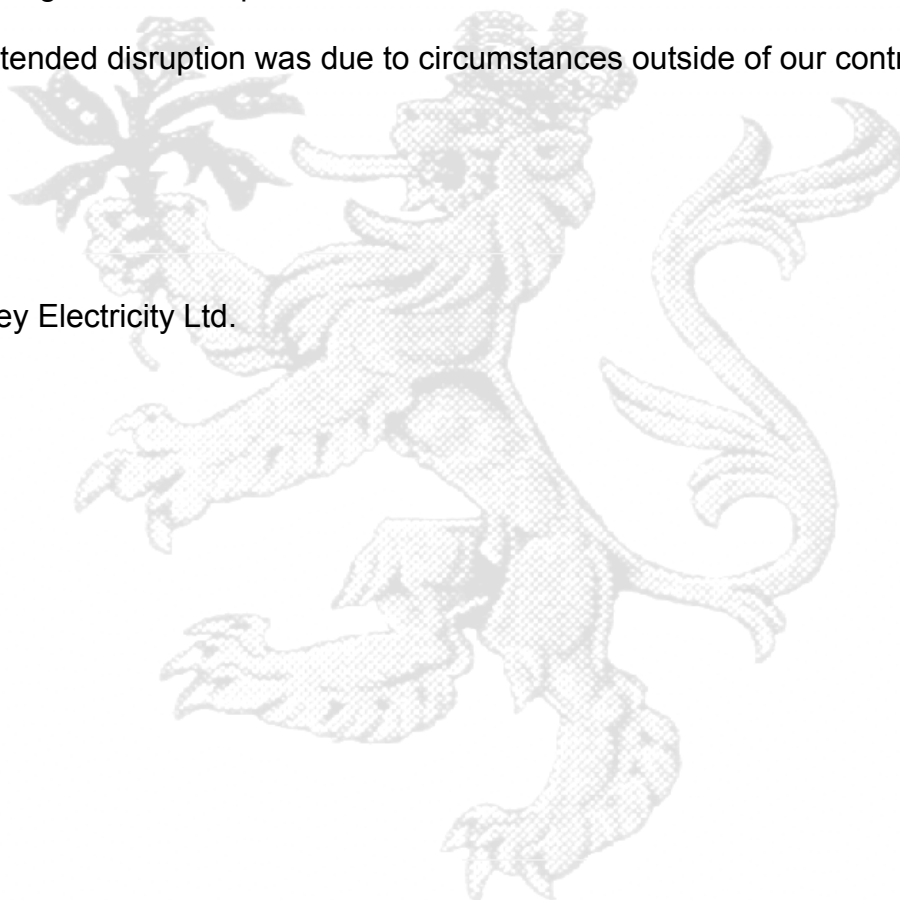 tended disruption was due to circumstances outside of our contr
ey Electricity Ltd.